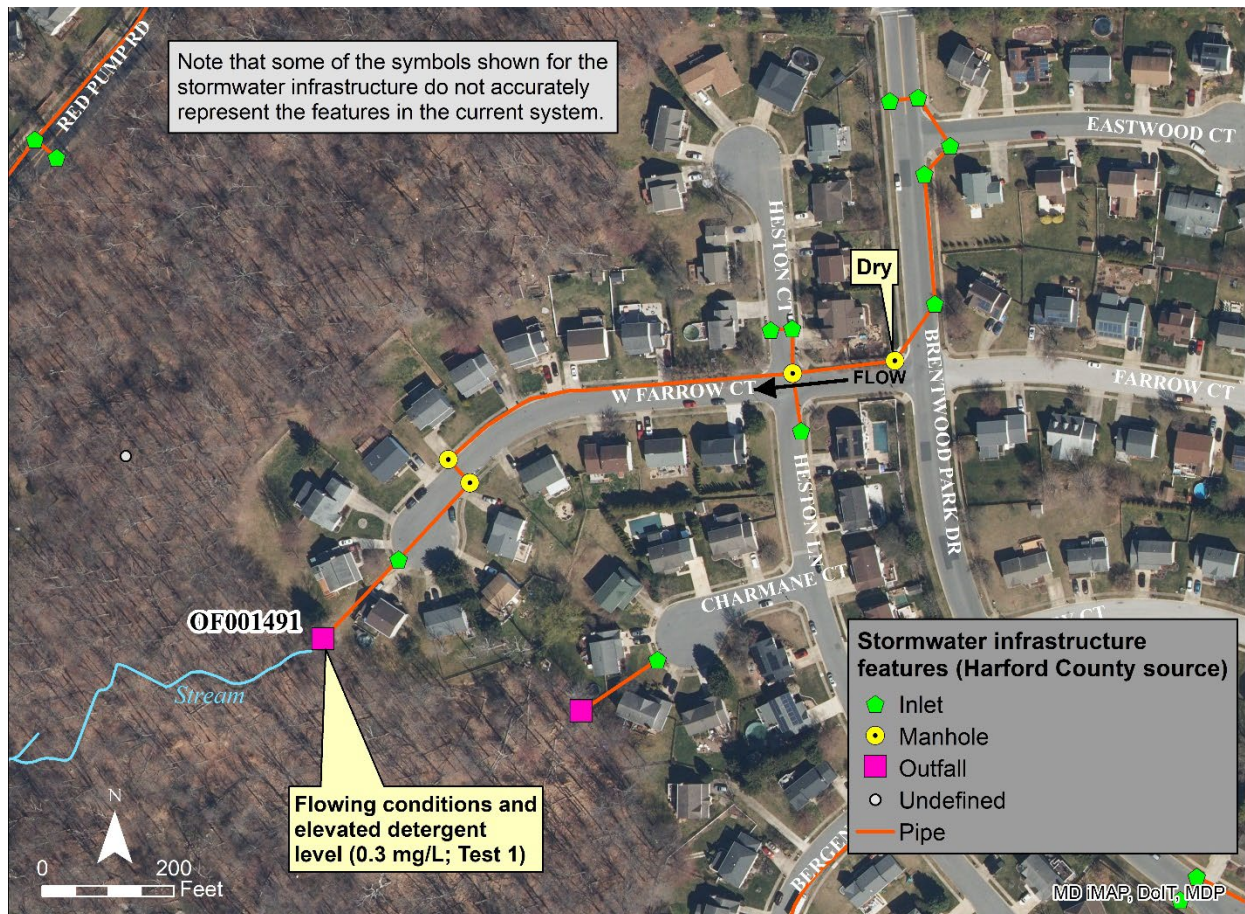 RED PUMP RD
Note that some of the symbols shown for the
stormwater infrastructure do not accurately
represent the features in the current system.
EASTWOOD CT
HESTON CT
Dry
BRENTWOOD PARK DR
FLOW
W FARROW CT
FARROW CT
HESTON LN
CHARMANE CT
OF001491
Stream
Flowing conditions and
elevated detergent
level (0.3 mg/L; Test 1)
N
0 200
Feet
CT
BERGEN
Stormwater infrastructure
features (Harford County source)
Inlet
Manhole
Outfall
Undefined
Pipe
MD iMAP, DoIT, MDP